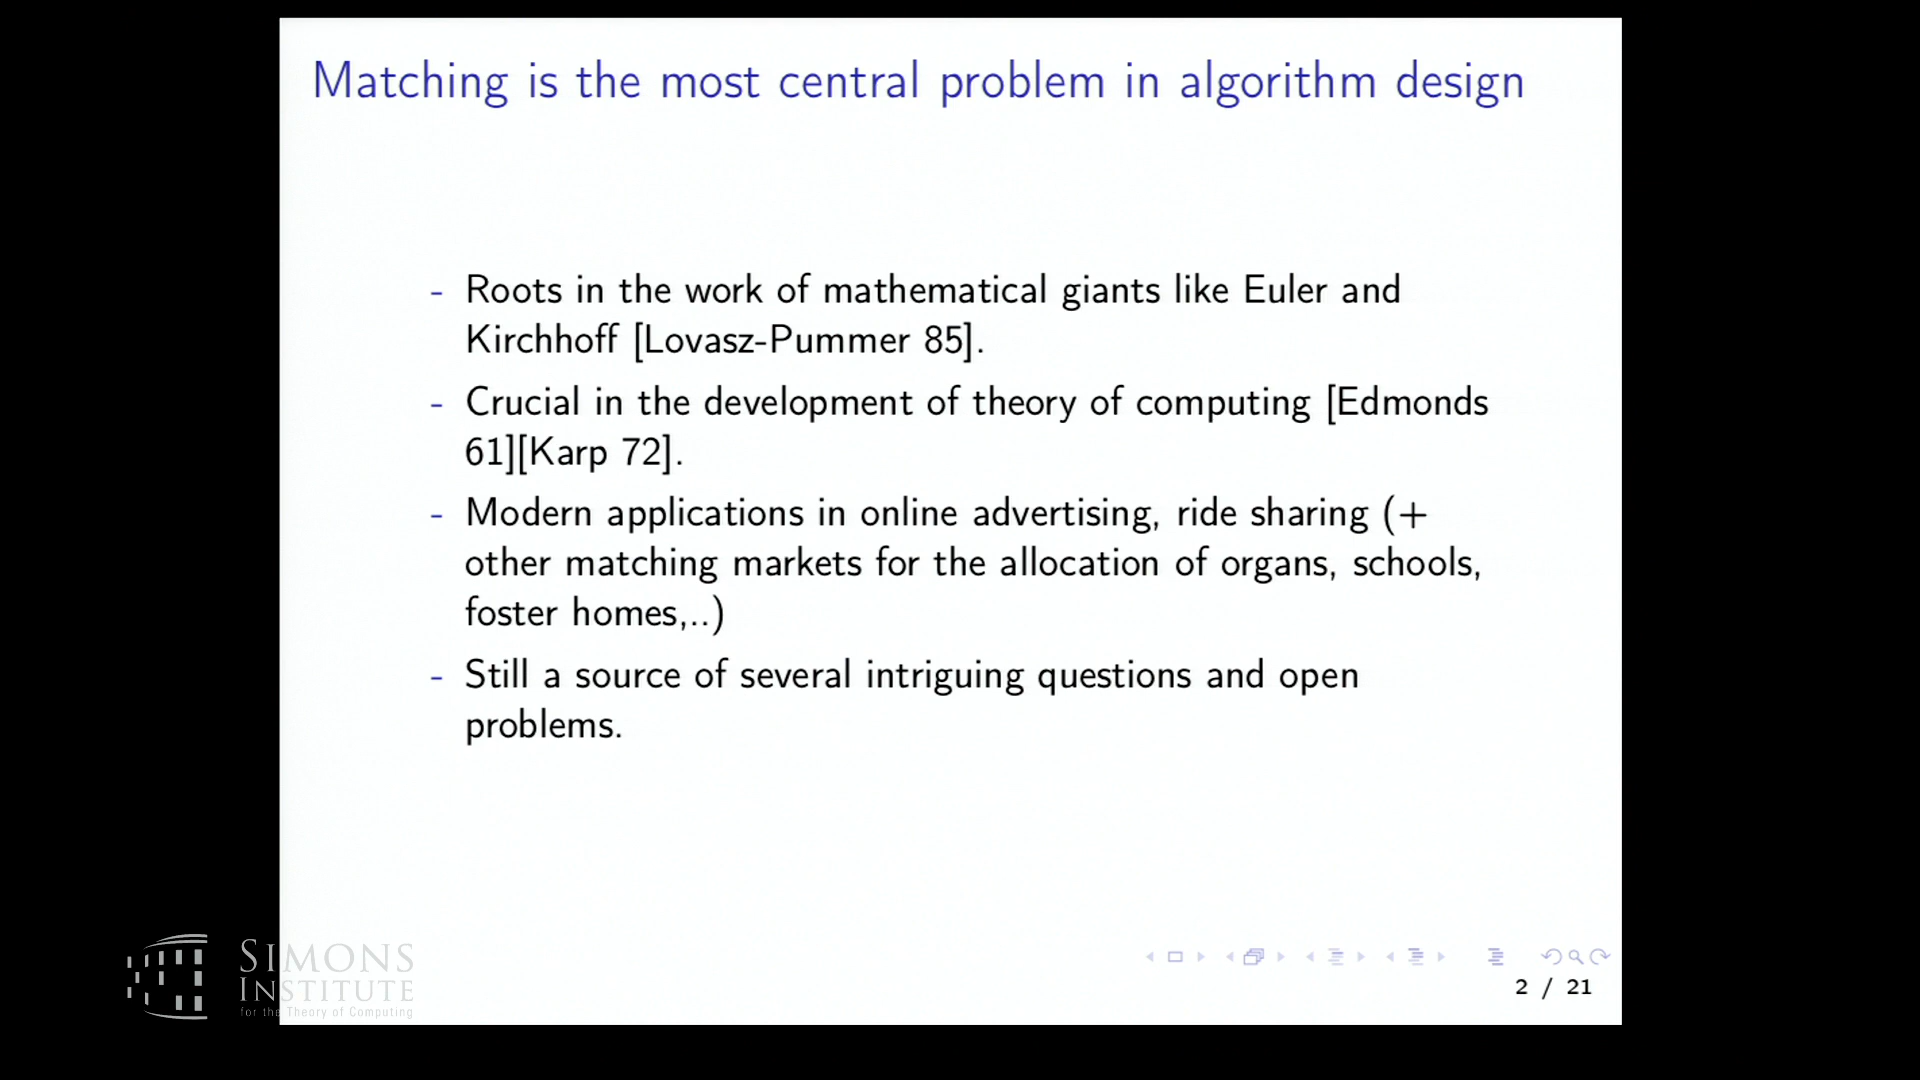 Matching is the most central problem in algorithm design
- Roots in the work of mathematical giants like Euler and
Kirchhoff [Lovasz-Pummer 85].
- Crucial in the development of theory of computing [Edmonds
61][Karp 72].
- Modern applications in online advertising, ride sharing (+
other matching markets for the allocation of organs, schools,
foster homes,..)
- Still a source of several intriguing questions and open
problems.
SIMONS
INSTITUTE
for the Theory of Computing
2 / 21